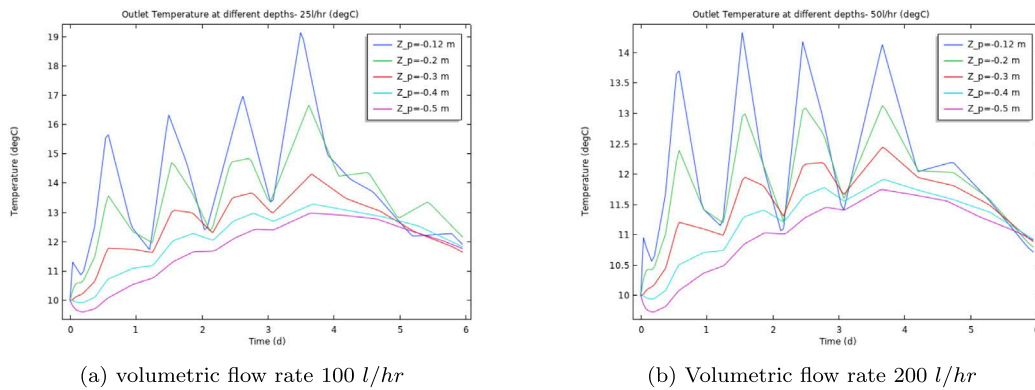 Outlet Temperature at different depths- 25l/hr (degC)
19
18
17
16
15
14
13
12
11
10
Temperature (degC)
Z_p=-0.12 m
Z_p=-0.2 m
Z_p=-0.3 m
Z_p=-0.4 m
Z_p=-0.5 m
0 1 2 3 4 5 6
Time (d)
(a) volumetric flow rate 100 l/hr
Outlet Temperature at different depths- 50l/hr (degC)
14
13.5
13
12.5
12
11.5
11
10.5
10
Temperature (degC)
Z_p=-0.12 m
Z_p=-0.2 m
Z_p=-0.3 m
Z_p=-0.4 m
Z_p=-0.5 m
0 1 2 3 4 5 6
Time (d)
(b) Volumetric flow rate 200 l/hr